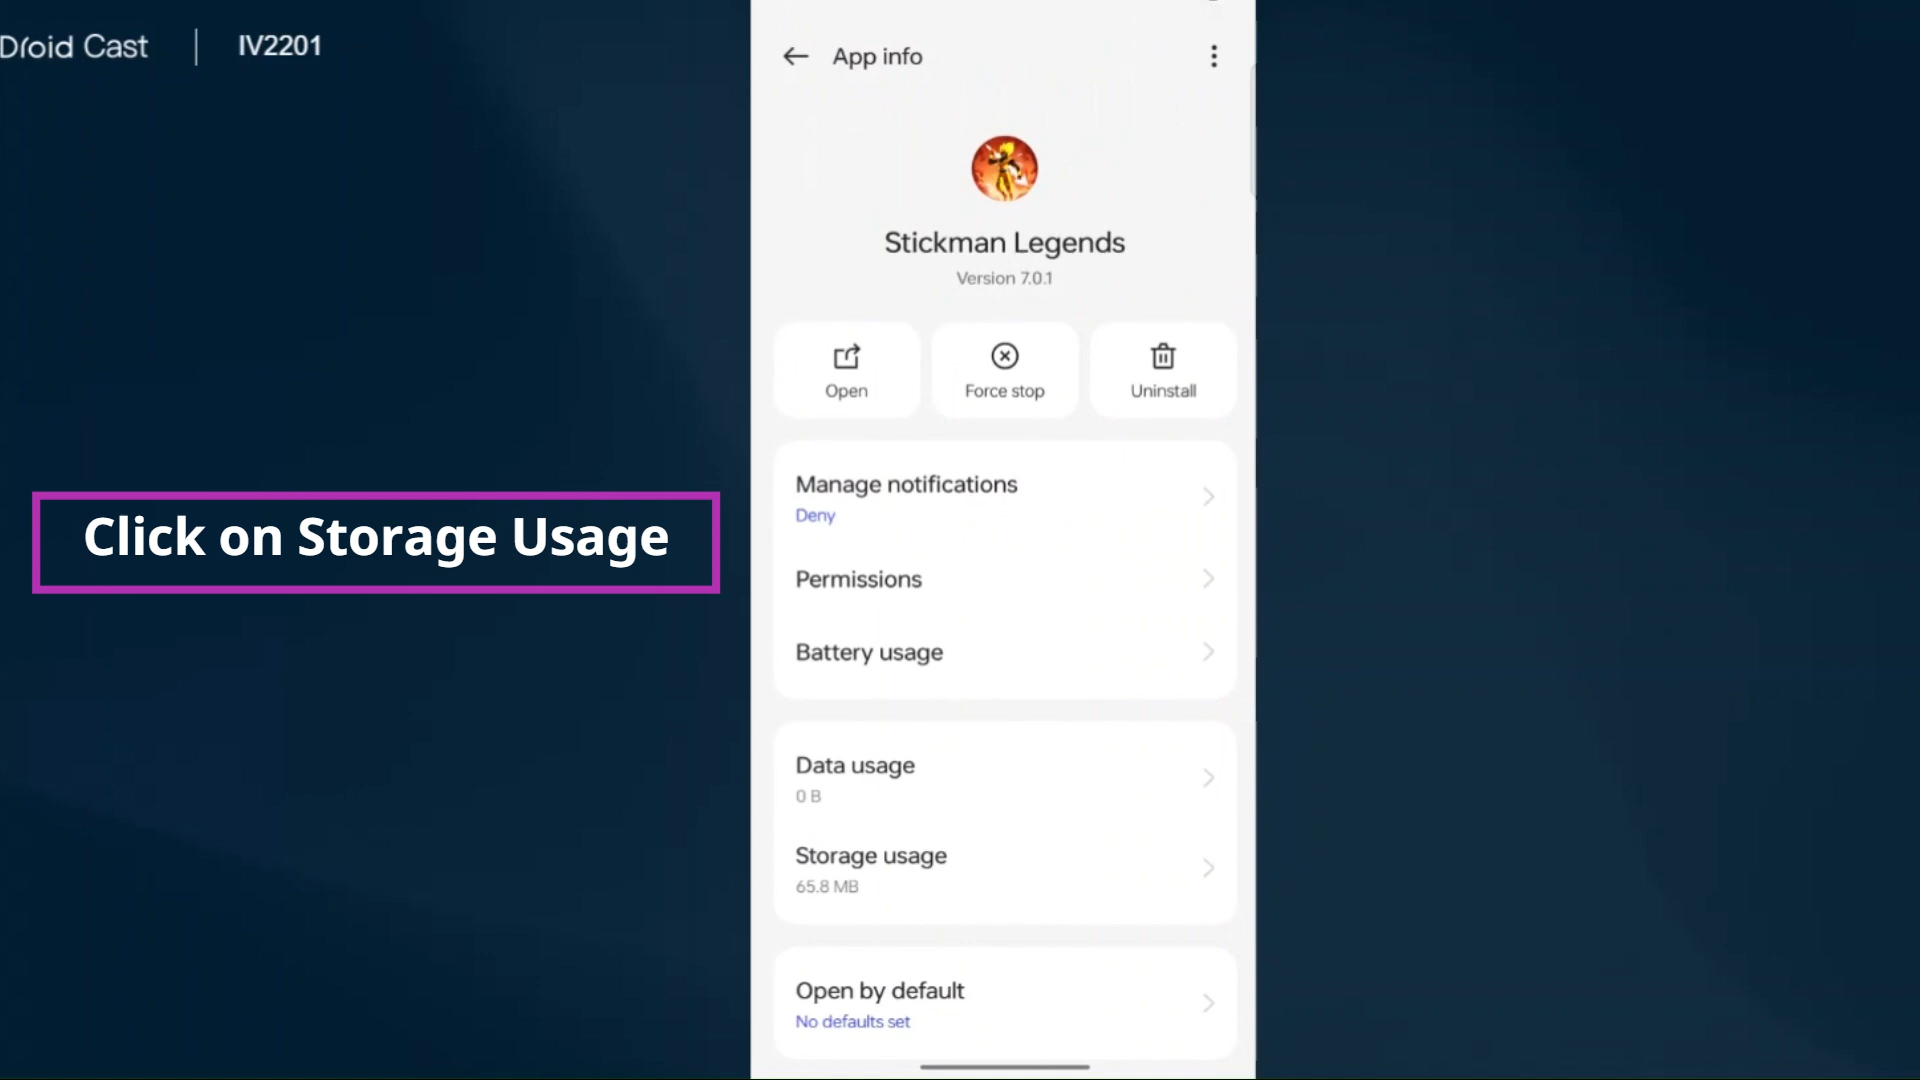 Droid Cast | IV2201
App info
Stickman Legends
Version 7.0.1
Open
Force stop
Uninstall
Manage notifications
Deny
Click on Storage Usage
Permissions
Battery usage
Data usage
0 B
Storage usage
65.8 MB
Open by default
No defaults set